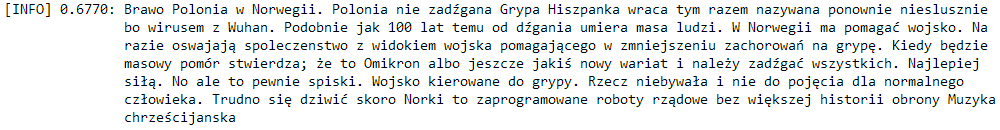 [INFO] 0.6770: Brawo Polonia w Norwegii. Polonia nie zadźgana Grypa Hiszpanka wraca tym razem nazywana ponownie nieslusznie
bo wirusem z Wuhan. Podobnie jak 100 lat temu od dźgania umiera masa ludzi. W Norwegii ma pomagać wojsko. Na
razie oswajają spoleczenstwo z widokiem wojska pomagającego w zmniejszeniu zachorowań na grypę. Kiedy będzie
masowy pomór stwierdza; że to Omikron albo jeszcze jakiś nowy wariat i należy zadźgać wszystkich. Najlepiej
siłą. No ale to pewnie spiski. Wojsko kierowane do grypy. Rzecz niebywała i nie do pojęcia dla normalnego
człowieka. Trudno się dziwić skoro Norki to zaprogramowane roboty rządowe bez większej historii obrony Muzyka
chrześcijanska